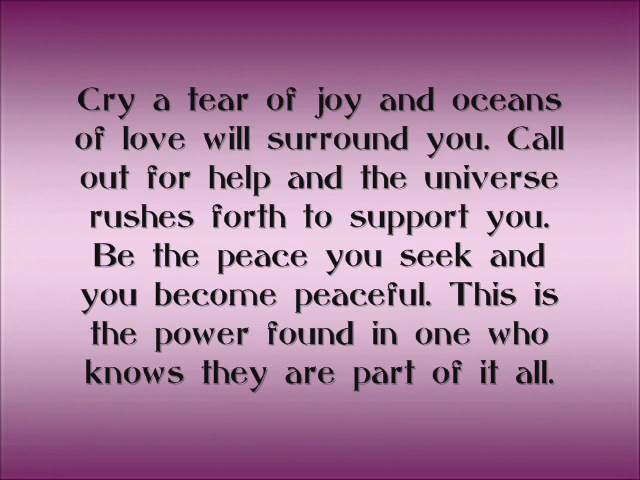 Cry a tear of joy and oceans
of love will surround you. Call
out for help and the universe
rushes forth to support you.
Be the peace you seek and
you become peaceful. This is
the power found in one who
knows they are part of it all.